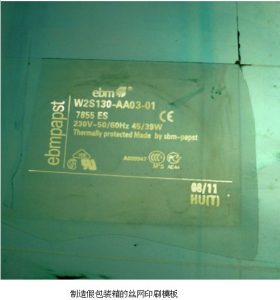 ebmpapst
ebm
W2S130-AA03-01
7855 ES
230V~50/60Hz 45/39W
Thermally protected Made by ebm-papst
A000947
08/11
HU(T)
制造假包装箱的丝网印刷模板